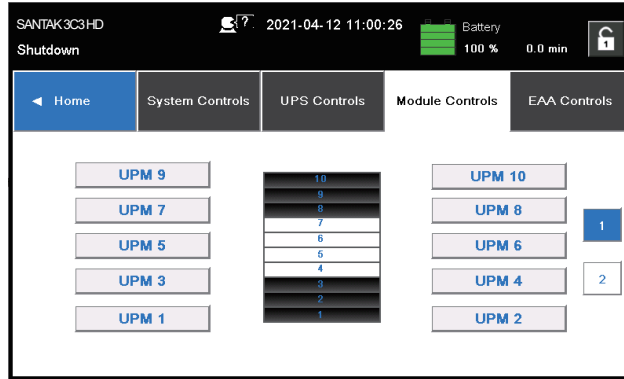 SANTAK 3C3 HD
Shutdown
? 2021-04-12 11:00:26
Battery
100 % 0.0 min
1
◄ Home
System Controls
UPS Controls
Module Controls
EAA Controls
UPM 9
UPM 7
UPM 5
UPM 3
UPM 1
10
9
8
7
6
5
4
3
2
1
UPM 10
UPM 8
UPM 6
UPM 4
UPM 2
1
2